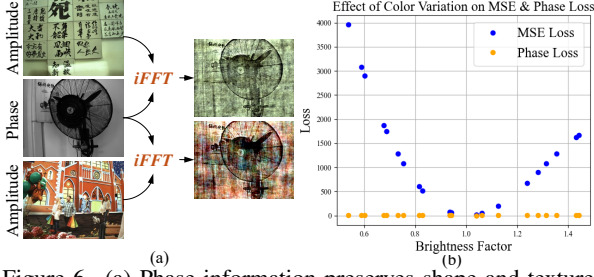 Amplitude
Phase
Amplitude
iFFT
iFFT
(a)
Effect of Color Variation on MSE & Phase Loss
MSE Loss
Phase Loss
Loss
4000
3500
3000
2500
2000
1500
1000
500
0
0.6
0.8
1.0
1.2
1.4
Brightness Factor
(b)
Figure 6. (a) Phase information preserves shape and texture